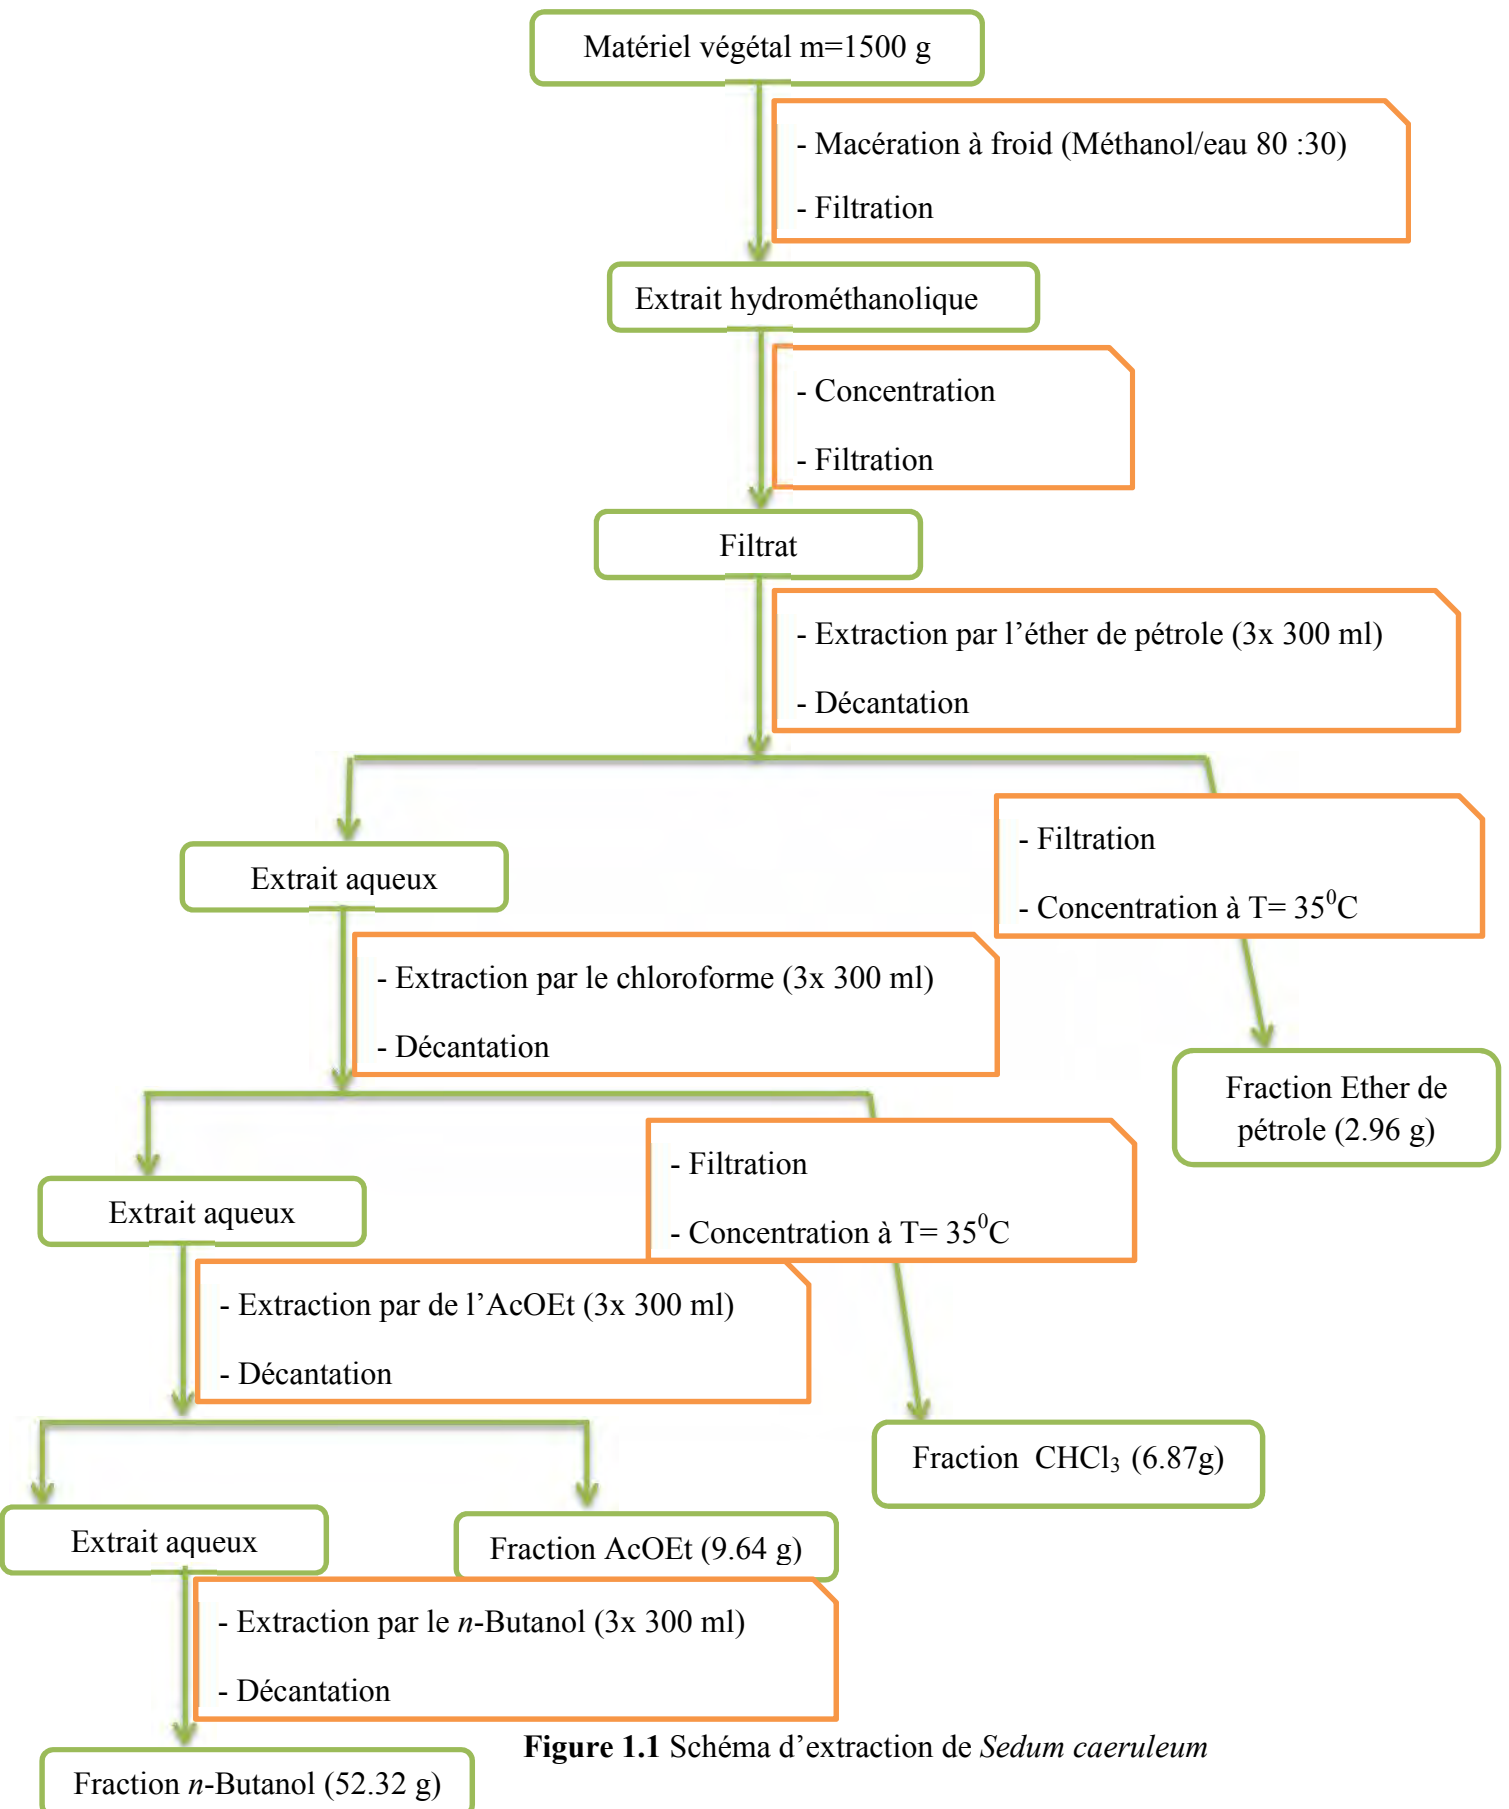 Matériel végétal m=1500 g
- Macération à froid (Méthanol/eau 80 :30)
- Filtration
Extrait hydrométhanolique
- Concentration
- Filtration
Filtrat
- Extraction par l’éther de pétrole (3x 300 ml)
- Décantation
- Filtration
- Concentration à T= 35⁰C
Extrait aqueux
- Extraction par le chloroforme (3x 300 ml)
- Décantation
Fraction Ether de
pétrole (2.96 g)
- Filtration
- Concentration à T= 35⁰C
Extrait aqueux
- Extraction par de l’AcOEt (3x 300 ml)
- Décantation
Fraction CHCl₃ (6.87g)
Extrait aqueux
Fraction AcOEt (9.64 g)
- Extraction par le n-Butanol (3x 300 ml)
- Décantation
Figure 1.1 Schéma d’extraction de Sedum caeruleum
Fraction n-Butanol (52.32 g)